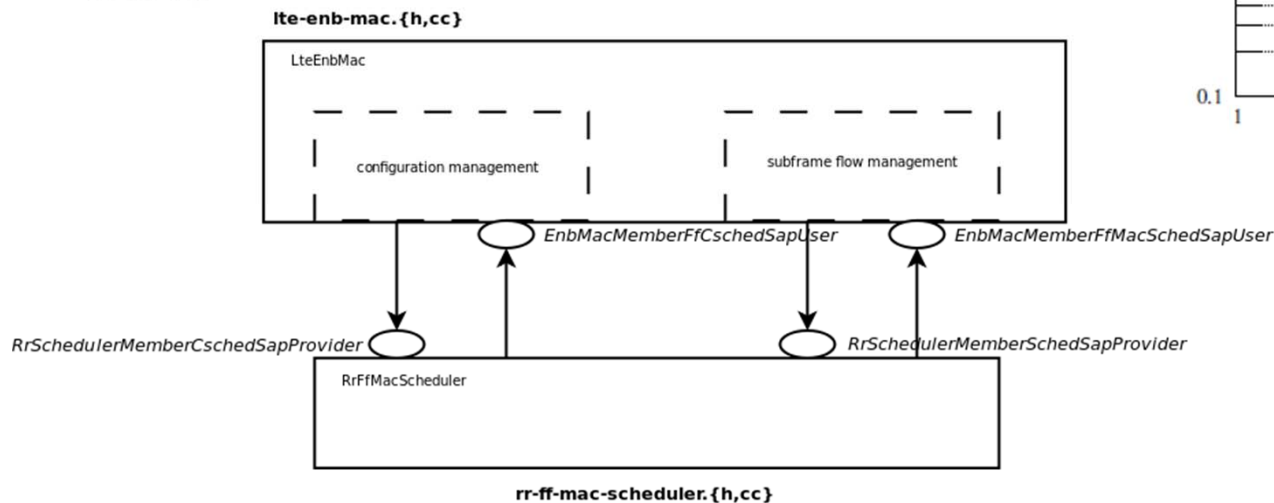 lte-enb-mac.{h,cc}
LteEnbMac
configuration management
subframe flow management
0.1
1
EnbMacMemberFfCschedSapUser
EnbMacMemberFfMacSchedSapUser
RrSchedulerMemberCschedSapProvider
RrSchedulerMemberSchedSapProvider
RrFfMacScheduler
rr-ff-mac-scheduler.{h,cc}